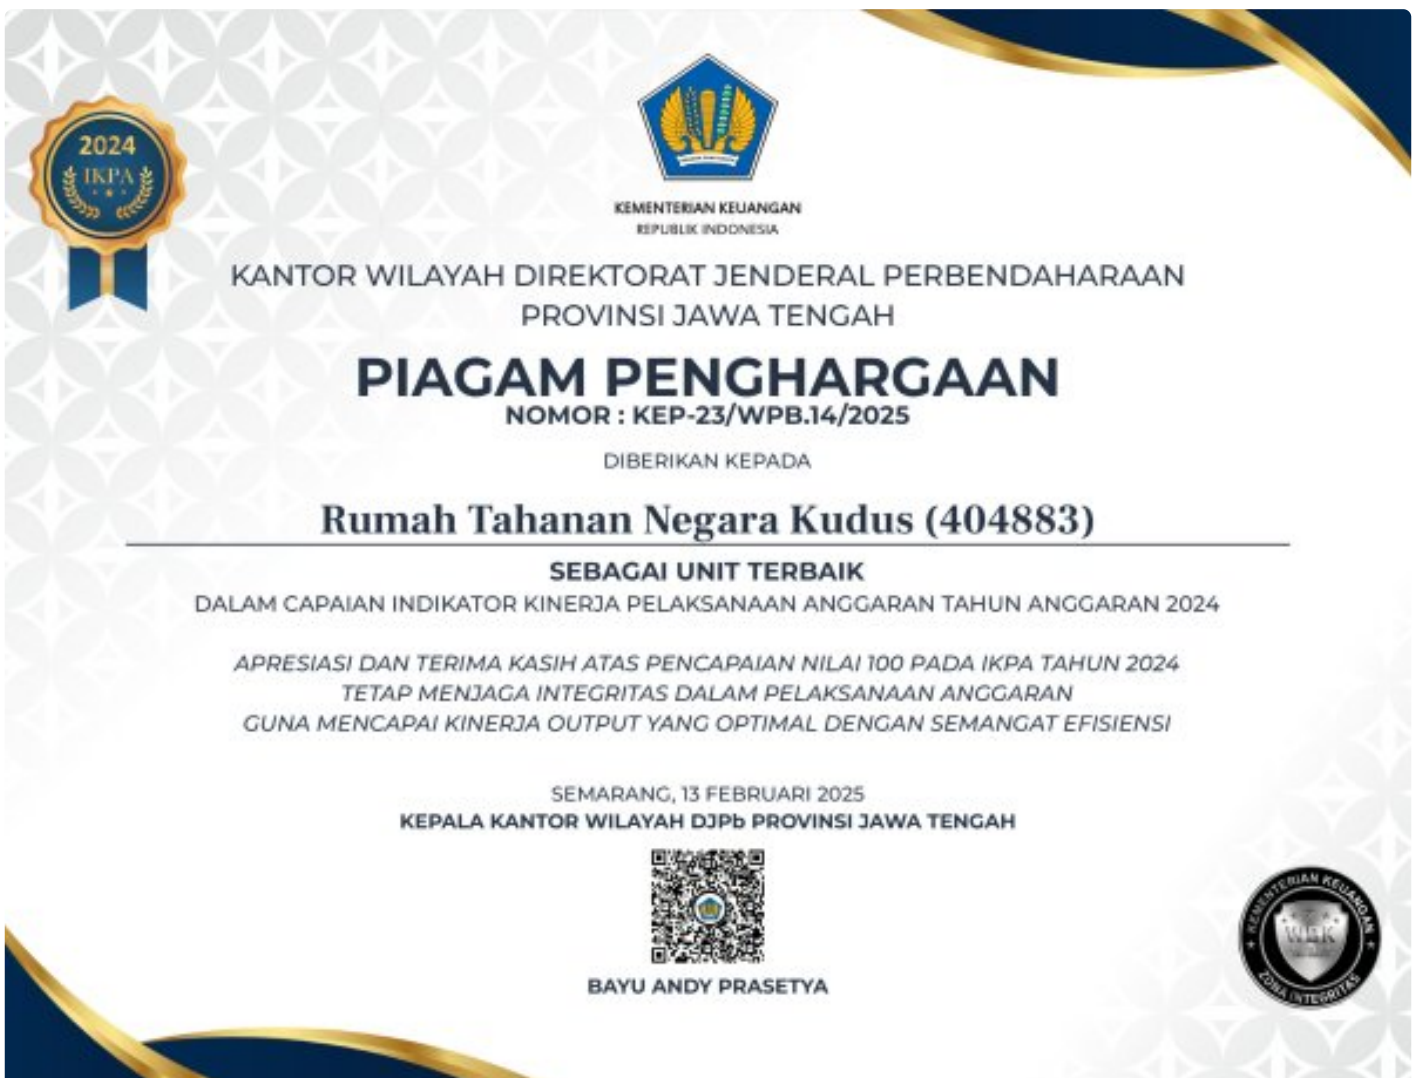 2024
IKPA
KEMENTERIAN KEUANGAN
REPUBLIK INDONESIA
KANTOR WILAYAH DIREKTORAT JENDERAL PERBENDAHARAAN
PROVINSI JAWA TENGAH
PIAGAM PENGHARGAAN
NOMOR : KEP-23/WPB.14/2025
DIBERIKAN KEPADA
Rumah Tahanan Negara Kudus (404883)
SEBAGAI UNIT TERBAIK
DALAM CAPAIAN INDIKATOR KINERJA PELAKSANAAN ANGGARAN TAHUN ANGGARAN 2024
APRESIASI DAN TERIMA KASIH ATAS PENCAPAIAN NILAI 100 PADA IKPA TAHUN 2024
TETAP MENJAGA INTEGRITAS DALAM PELAKSANAAN ANGGARAN
GUNA MENCAPAI KINERJA OUTPUT YANG OPTIMAL DENGAN SEMANGAT EFISIENSI
SEMARANG, 13 FEBRUARI 2025
KEPALA KANTOR WILAYAH DJPb PROVINSI JAWA TENGAH
BAYU ANDY PRASETYA
KEMENTERIAN KEUANGAN
WBK
ZONA INTEGRITAS